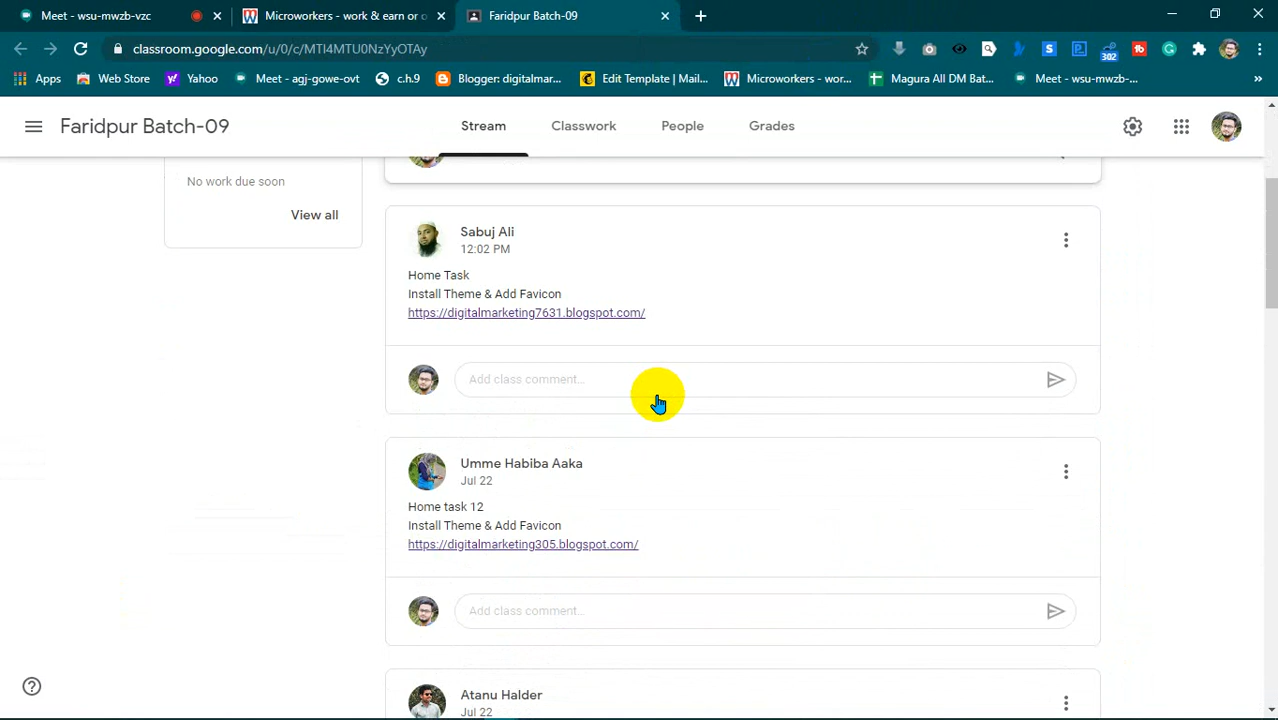 Meet - wsu-mwzb-vzc
Microworkers - work & earn or o
Faridpur Batch-09
classroom.google.com/u/0/c/MTI4MTU0NzYyOTAy
302
Apps
Web Store
Yahoo
Meet - agj-gowe-ovt
c.h.9
Blogger: digitalmar...
Edit Template | Mail...
Microworkers - wor...
Magura All DM Bat...
Meet - wsu-mwzb-...
Faridpur Batch-09
Stream
Classwork
People
Grades
No work due soon
View all
Sabuj Ali
12:02 PM
Home Task
Install Theme & Add Favicon
https://digitalmarketing7631.blogspot.com/
Add class comment...
Umme Habiba Aaka
Jul 22
Home task 12
Install Theme & Add Favicon
https://digitalmarketing305.blogspot.com/
Add class comment...
Atanu Halder
Jul 22